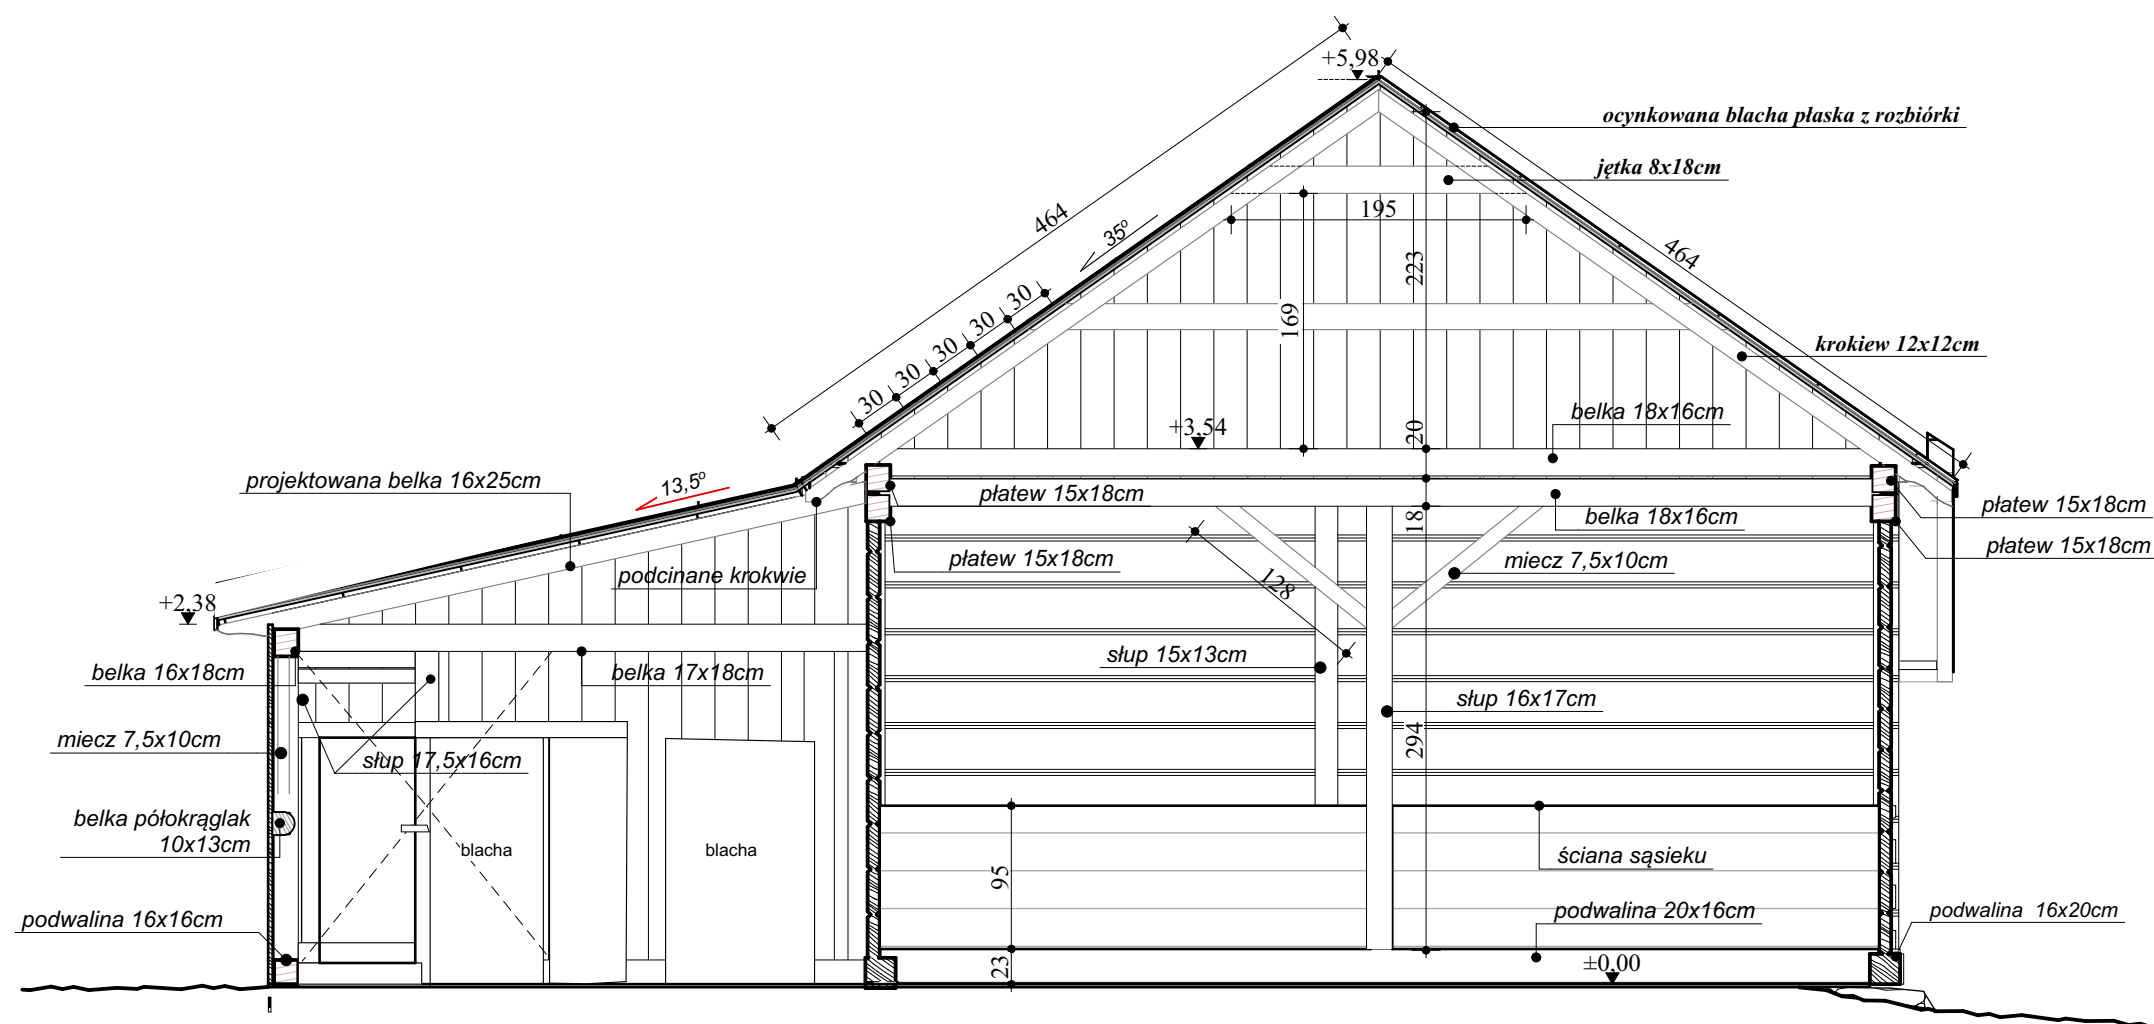 +5,98
ocynkowana blacha płaska z rozbiórki
jętka 8x18cm
464
195
35°
223
464
30
30
30
30
30
169
krokiew 12x12cm
belka 18x16cm
+3,54
20
projektowana belka 16x25cm
13,5°
płatew 15x18cm
18
belka 18x16cm
płatew 15x18cm
płatew 15x18cm
płatew 15x18cm
miecz 7,5x10cm
podcinane krokwie
128
+2,38
belka 16x18cm
belka 17x18cm
słup 15x13cm
słup 16x17cm
miecz 7,5x10cm
294
słup 17,5x16cm
belka półokrąglak
10x13cm
blacha
blacha
ściana sąsieku
95
podwalina 16x16cm
podwalina 20x16cm
podwalina 16x20cm
23
±0,00